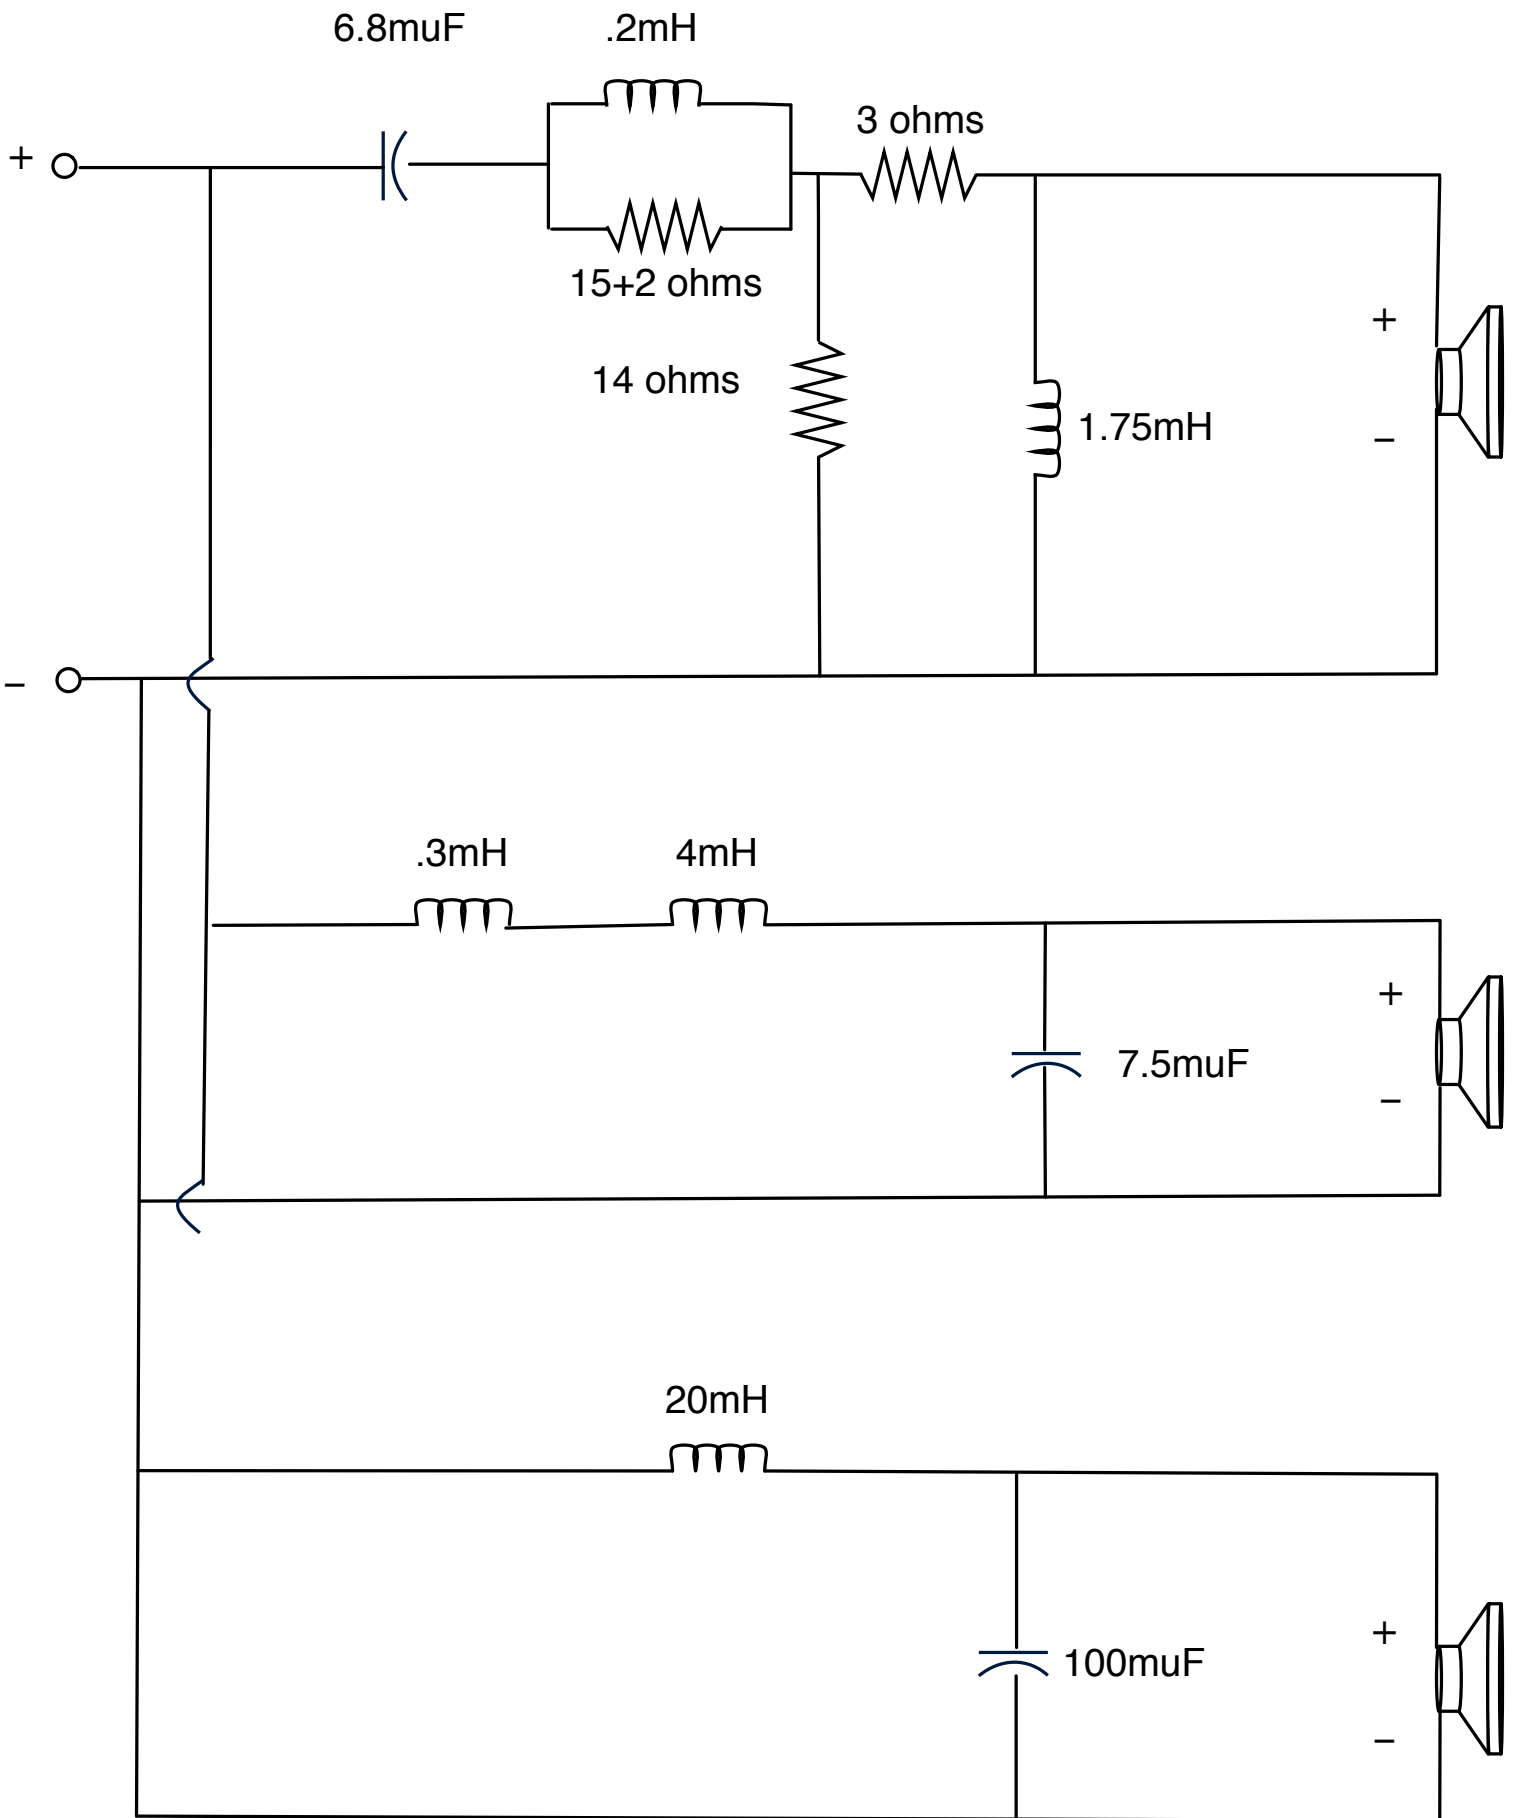 6.8muF
.2mH
3 ohms
+
15+2 ohms
+
14 ohms
1.75mH
−
−
.3mH
4mH
+
7.5muF
−
20mH
+
100muF
−